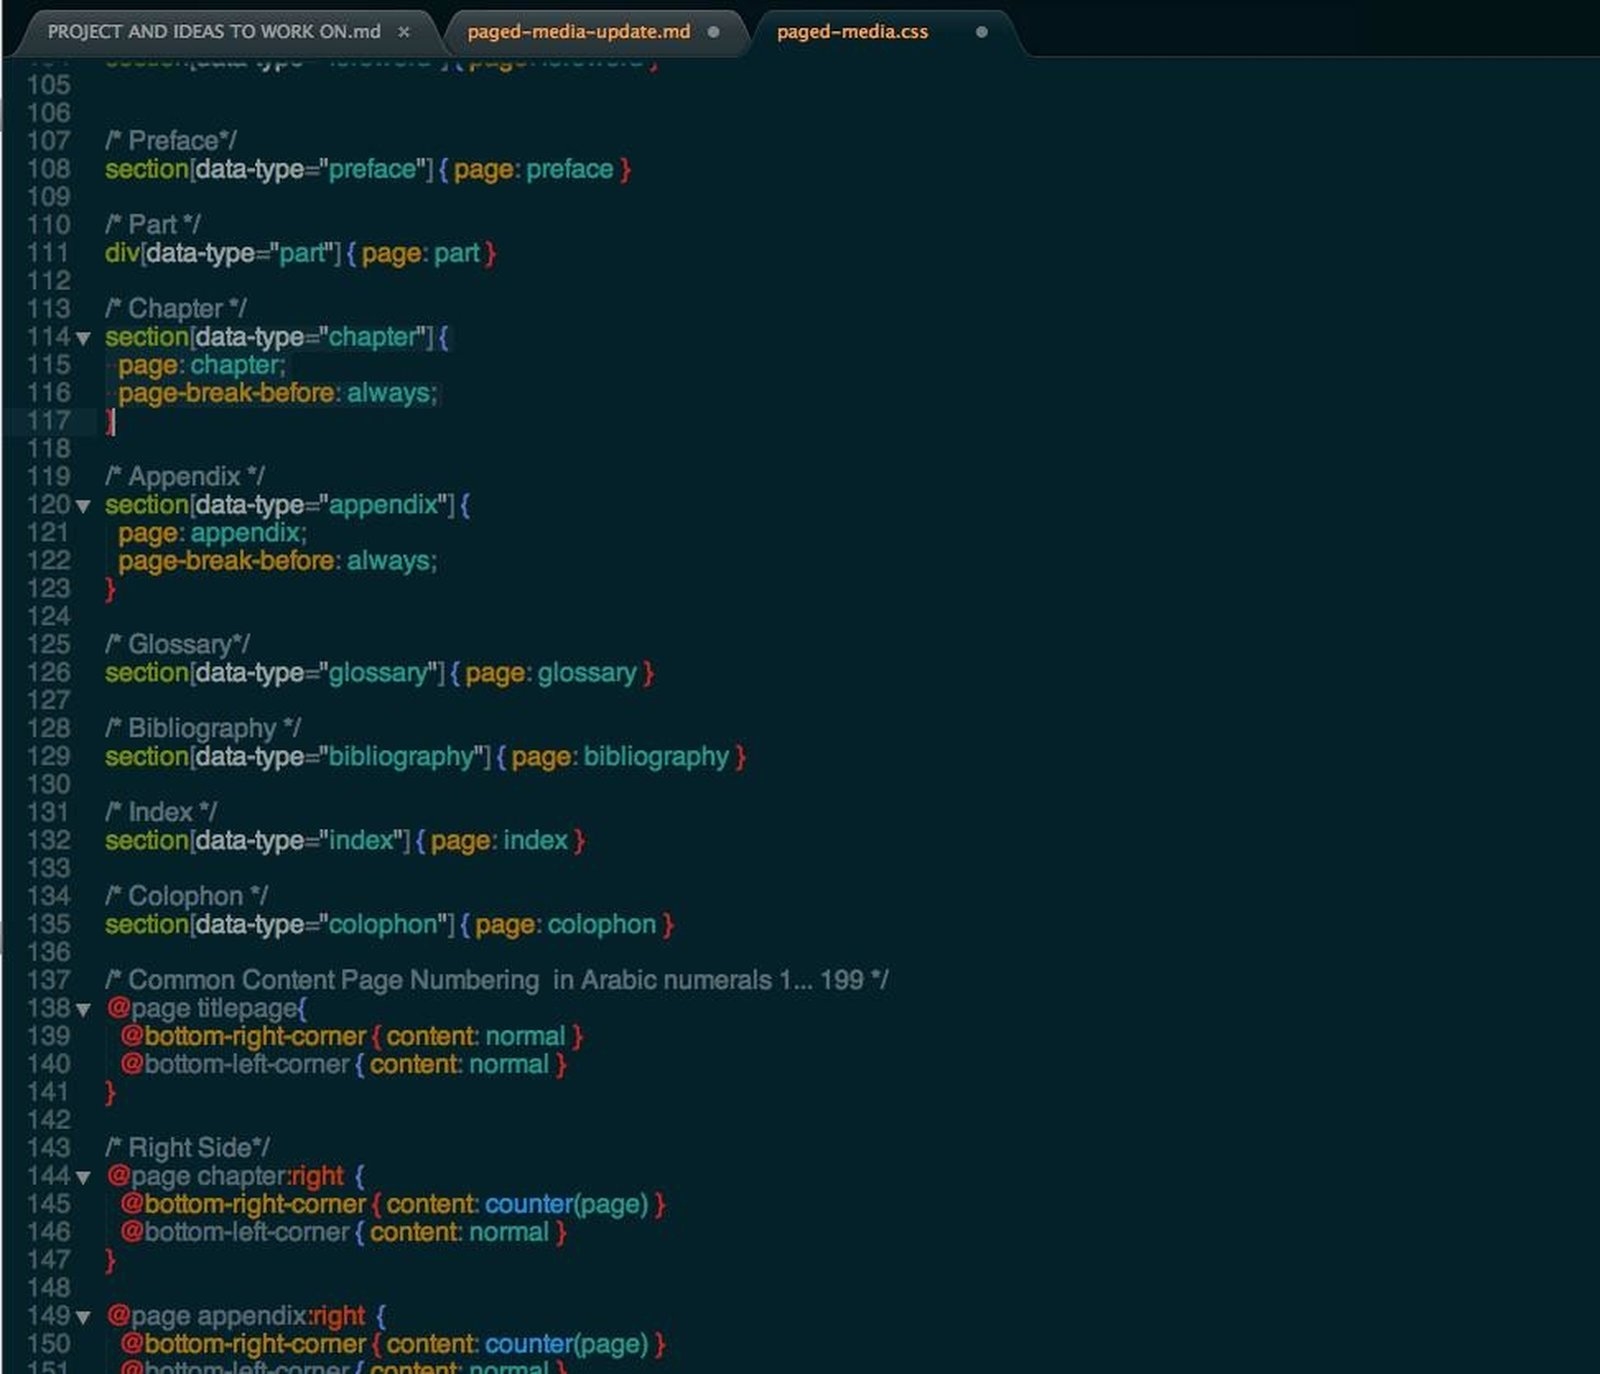 PROJECT AND IDEAS TO WORK ON.md × paged-media-update.md paged-media.css
105
106
107 /* Preface*/
108 section[data-type="preface"] { page: preface }
109
110 /* Part */
111 div[data-type="part"] { page: part }
112
113 /* Chapter */
114 section[data-type="chapter"] {
115 page: chapter;
116 page-break-before: always;
117 }
118
119 /* Appendix */
120 section[data-type="appendix"] {
121 page: appendix;
122 page-break-before: always;
123 }
124
125 /* Glossary*/
126 section[data-type="glossary"] { page: glossary }
127
128 /* Bibliography */
129 section[data-type="bibliography"] { page: bibliography }
130
131 /* Index */
132 section[data-type="index"] { page: index }
133
134 /* Colophon */
135 section[data-type="colophon"] { page: colophon }
136
137 /* Common Content Page Numbering  in Arabic numerals 1... 199 */
138 @page titlepage{
139 @bottom-right-corner { content: normal }
140 @bottom-left-corner { content: normal }
141 }
142
143 /* Right Side*/
144 @page chapter:right {
145 @bottom-right-corner { content: counter(page) }
146 @bottom-left-corner { content: normal }
147 }
148
149 @page appendix:right {
150 @bottom-right-corner { content: counter(page) }
151 @bottom-left-corner { content: normal }